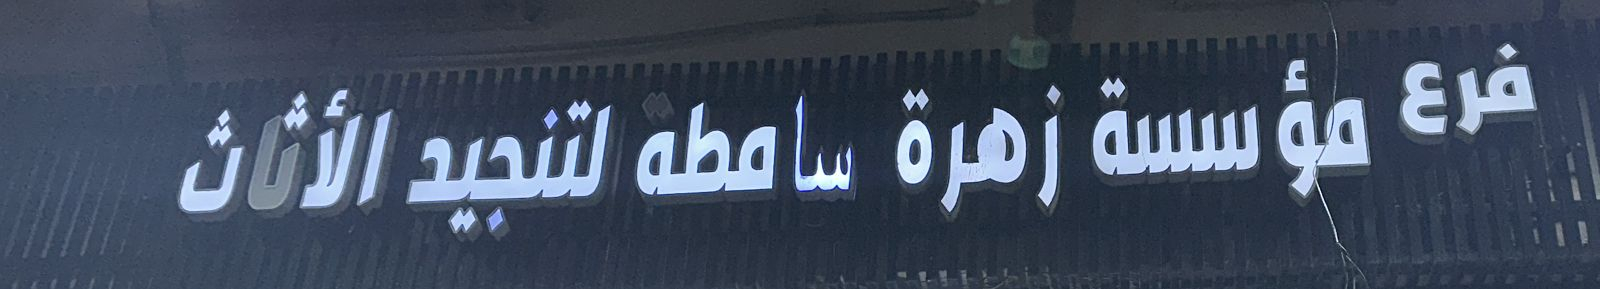 فرع مؤسسة زهرة سامطه لتنجيد الأثاث